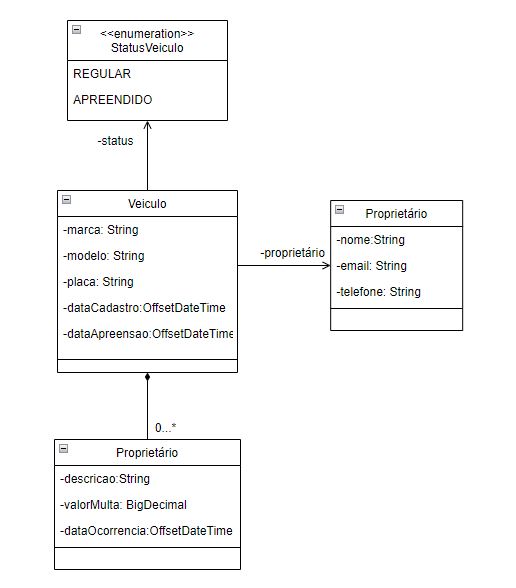 <<enumeration>>
StatusVeiculo
REGULAR
APREENDIDO
-status
Veiculo
-marca: String
-modelo: String
-placa: String
-dataCadastro:OffsetDateTime
-dataApreensao:OffsetDateTime
-proprietário
Proprietário
-nome:String
-email: String
-telefone: String
0...*
Proprietário
-descricao:String
-valorMulta: BigDecimal
-dataOcorrencia:OffsetDateTime